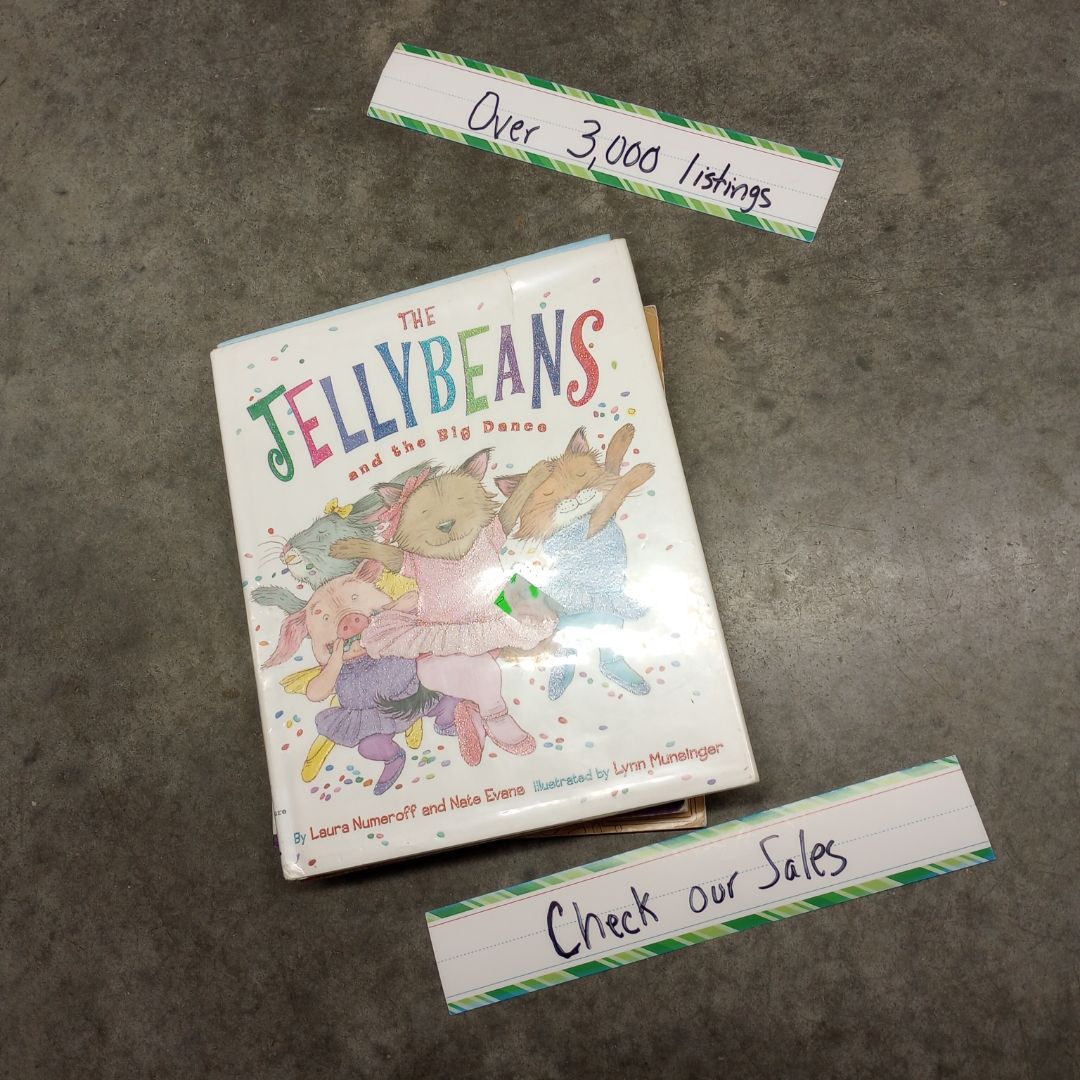 Over 3,000 listings
THE
JELLYBEANS
and the Big Dance
By Laura Numeroff and Nate Evans Illustrated by Lynn Munsinger
Check our Sales